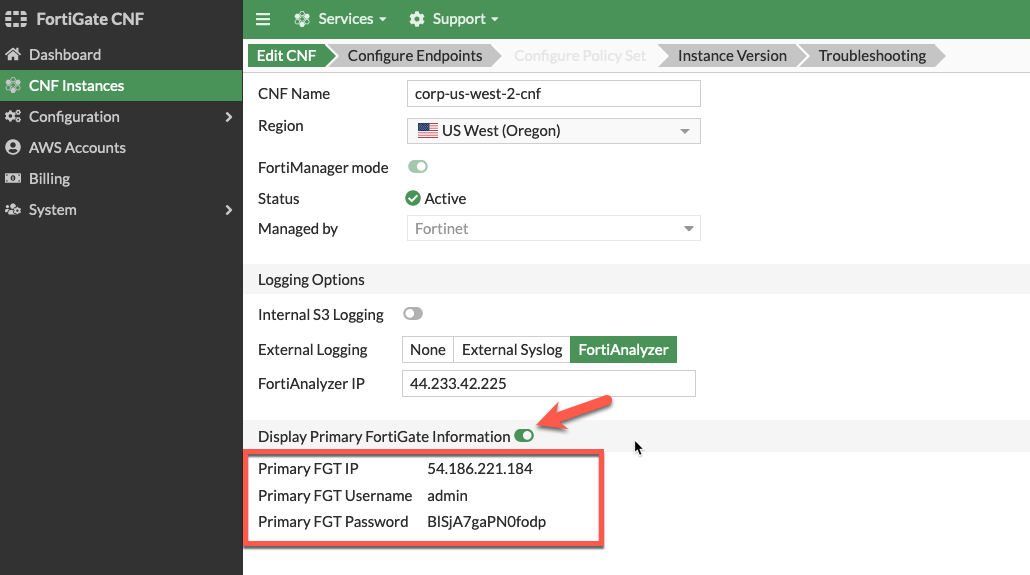 FortiGate CNF
Services
Support
Dashboard
CNF Instances
Configuration
AWS Accounts
Billing
System
Edit CNF
Configure Endpoints
Configure Policy Set
Instance Version
Troubleshooting
CNF Name corp-us-west-2-cnf
Region US West (Oregon)
FortiManager mode
Status Active
Managed by Fortinet
Logging Options
Internal S3 Logging
External Logging None External Syslog FortiAnalyzer
FortiAnalyzer IP 44.233.42.225
Display Primary FortiGate Information
Primary FGT IP 54.186.221.184
Primary FGT Username admin
Primary FGT Password BlSjA7gaPN0fodp